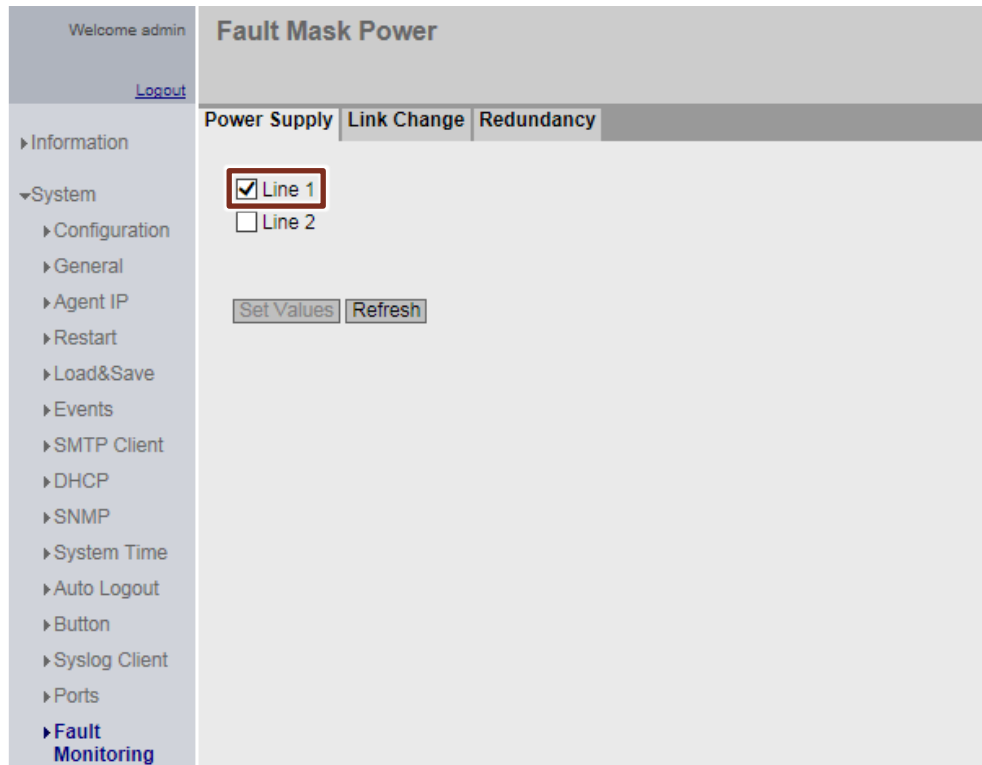 Welcome admin
Logout
Fault Mask Power
Power Supply Link Change Redundancy
Information
System
Configuration
General
Agent IP
Restart
Load&Save
Events
SMTP Client
DHCP
SNMP
System Time
Auto Logout
Button
Syslog Client
Ports
Fault
Monitoring
Line 1
Line 2
Set Values Refresh